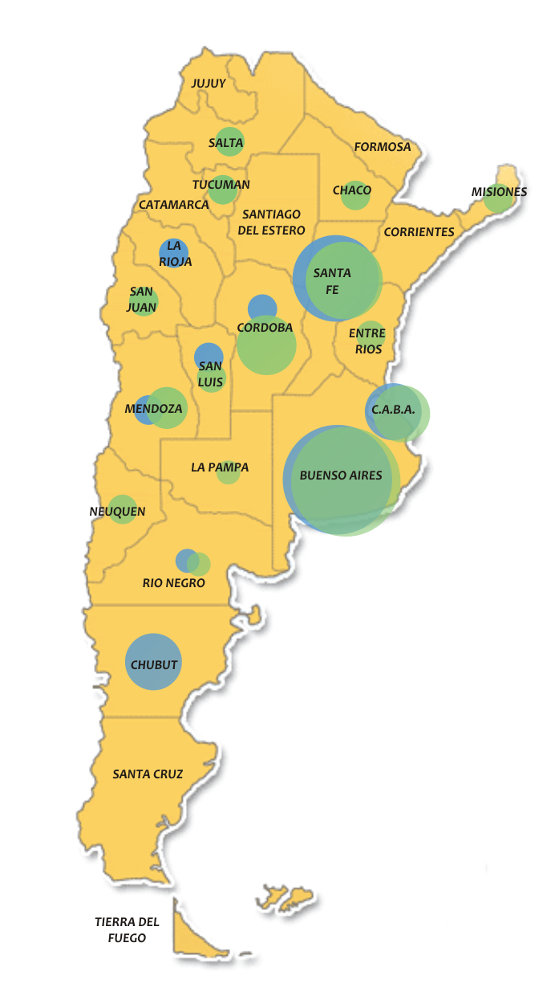 JUJUY
SALTA
FORMOSA
TUCUMAN
CHACO
MISIONES
CATAMARCA
SANTIAGO
DEL ESTERO
CORRIENTES
LA
RIOJA
SANTA
FE
SAN
JUAN
CORDOBA
ENTRE
RIOS
SAN
LUIS
MENDOZA
C.A.B.A.
LA PAMPA
BUENSO AIRES
NEUQUEN
RIO NEGRO
CHUBUT
SANTA CRUZ
TIERRA DEL
FUEGO